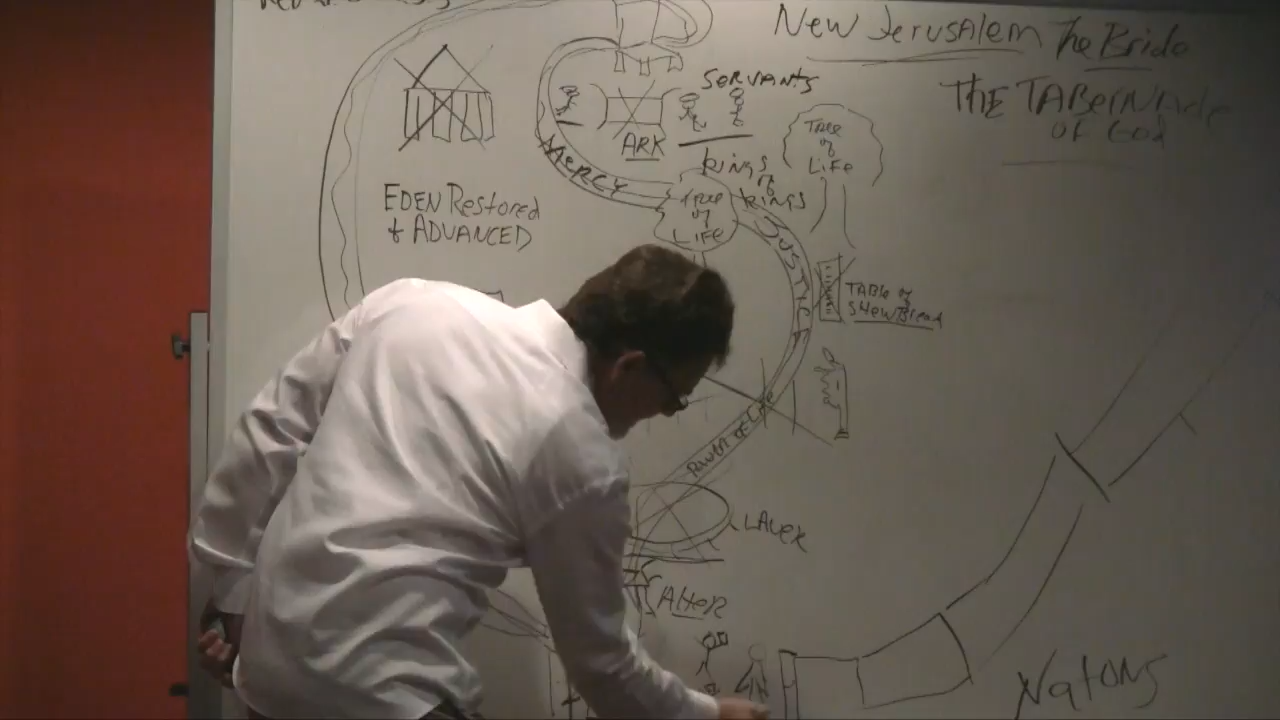 New Jerusalem The Bride
THE TABerNAcle
OF GOd
SERVANTS
ARK
MERCY
KINGS
of
KINGS
Tree
of
LiFe
Tree
of
LIFE
EDEN Restored
& ADVANCED
JUSTICE
TABle of
SHewBread
River of Life
LAVER
Alter
Natons